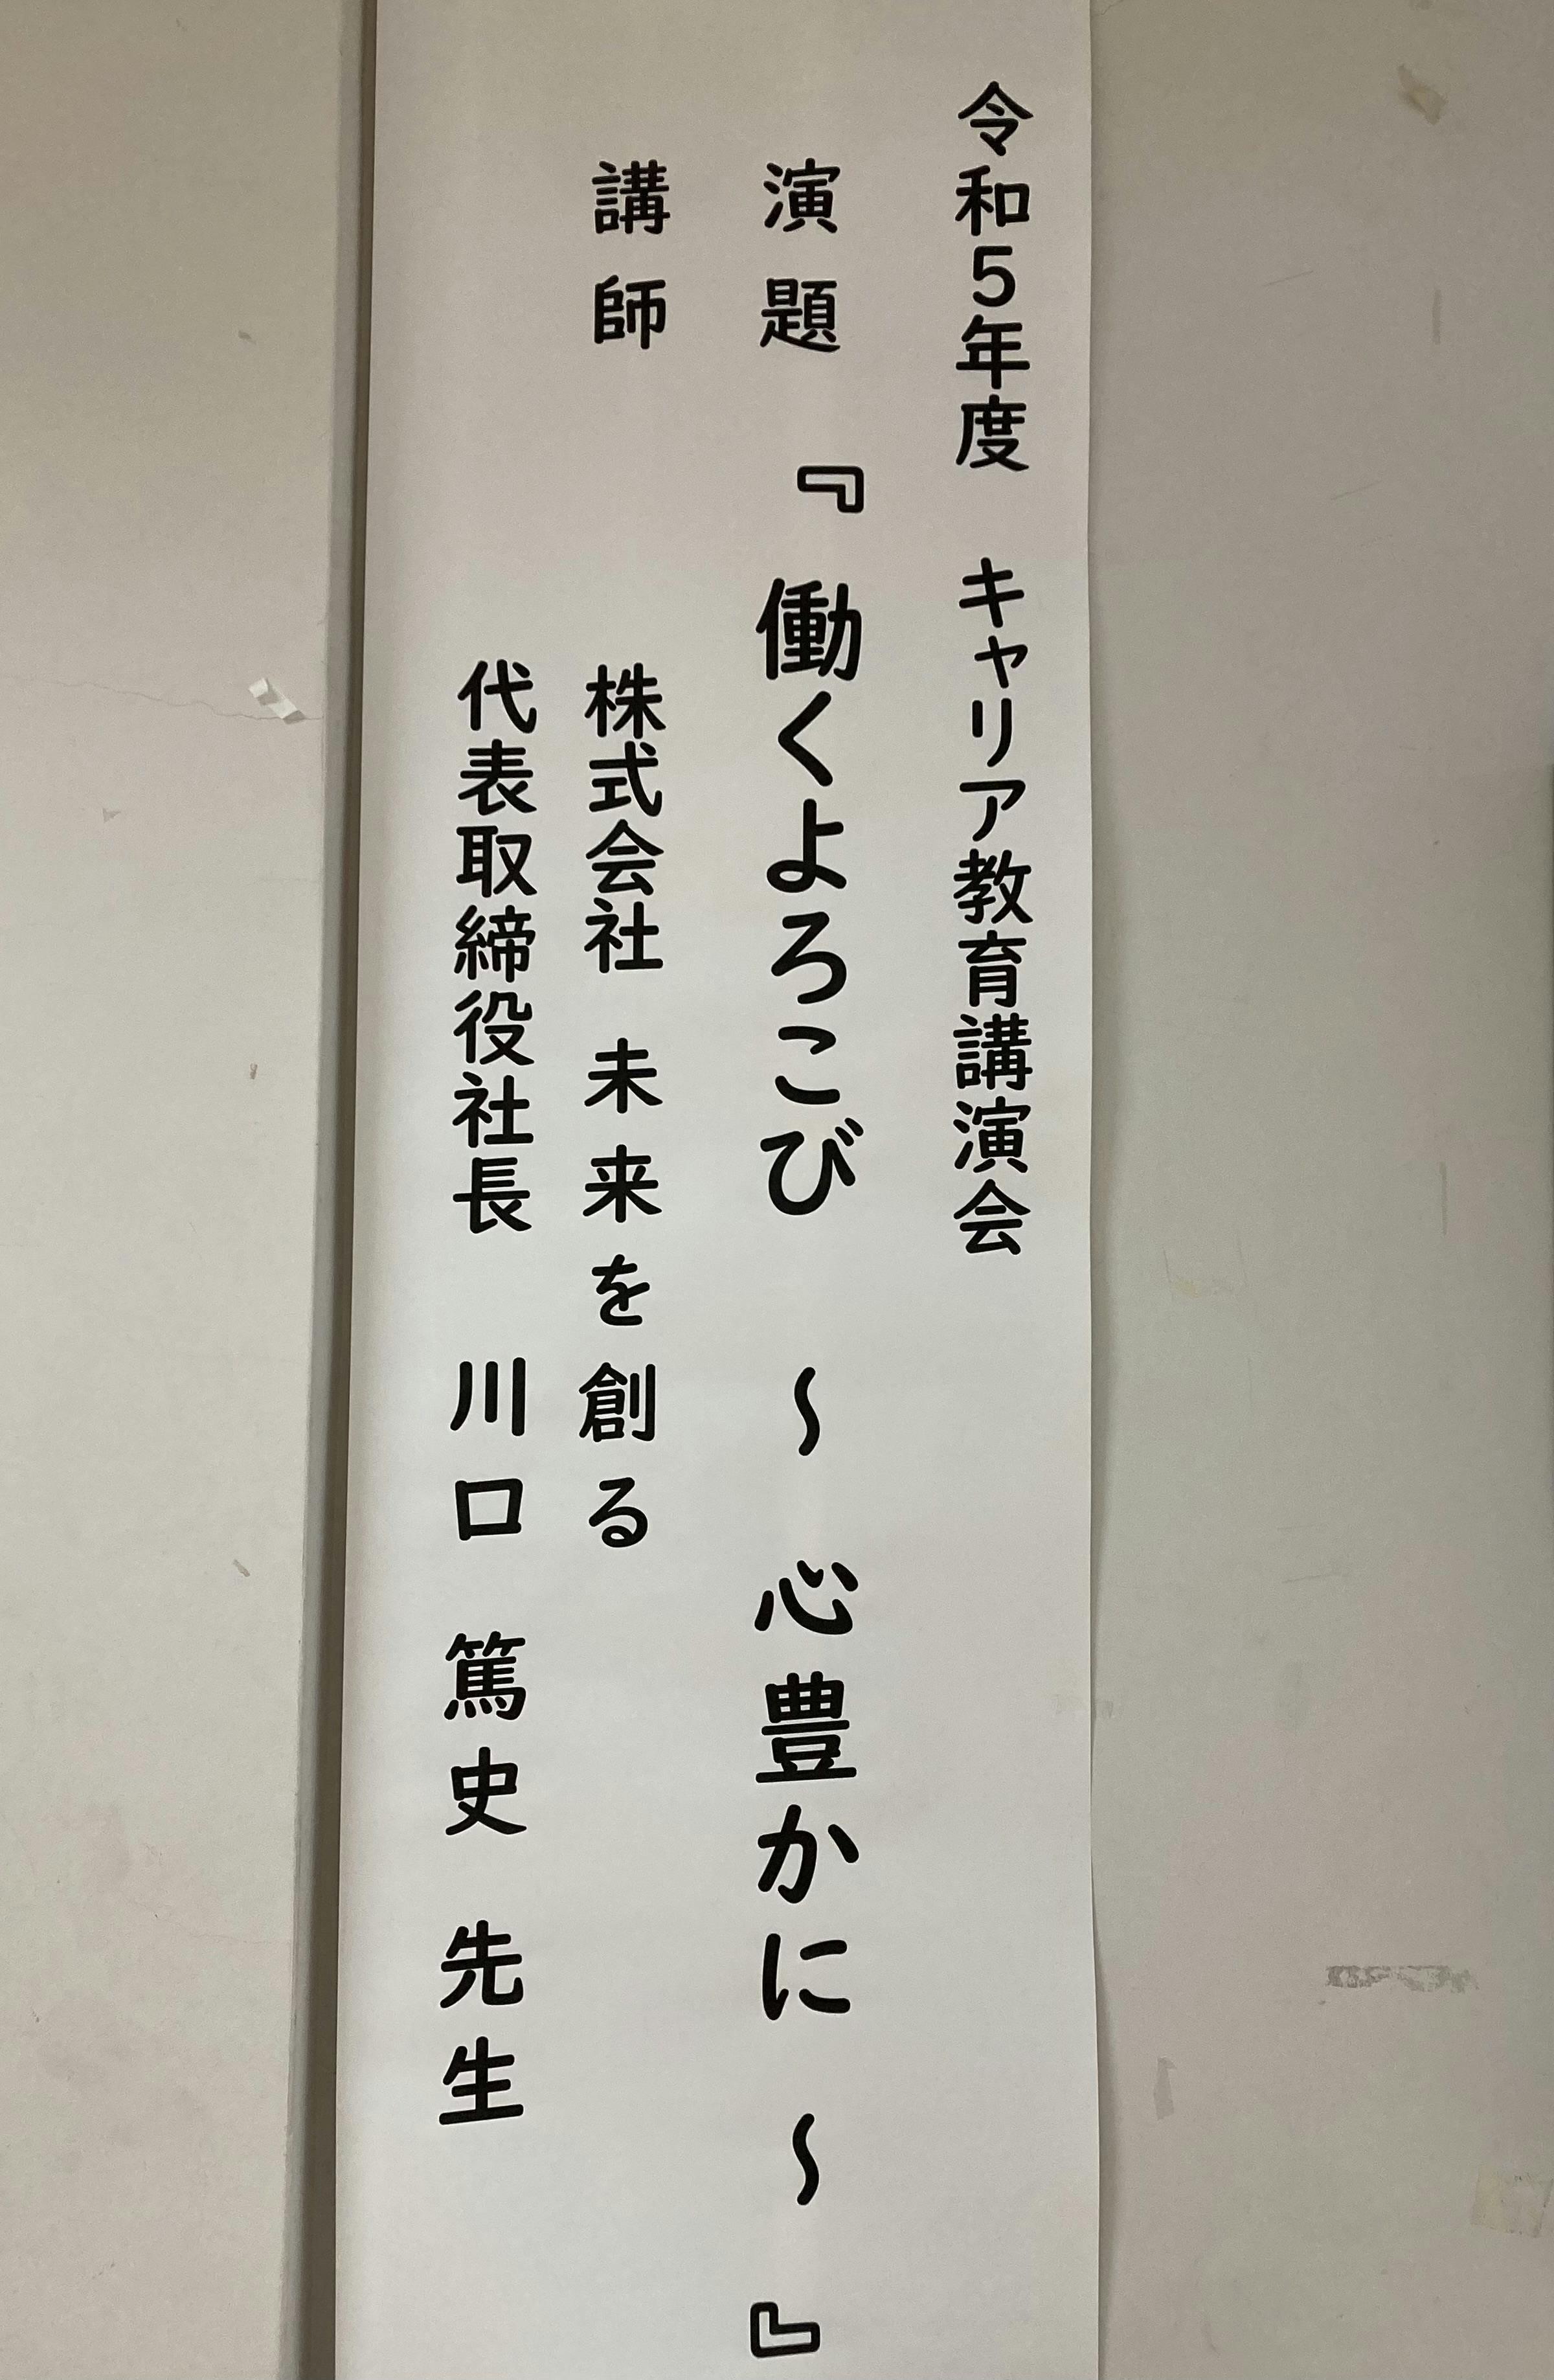 令和5年度 キャリア教育講演会
演題 『働くよろこび ～ 心豊かに ～』
講師 株式会社 未来を創る
代表取締役社長 川口 篤史 先生